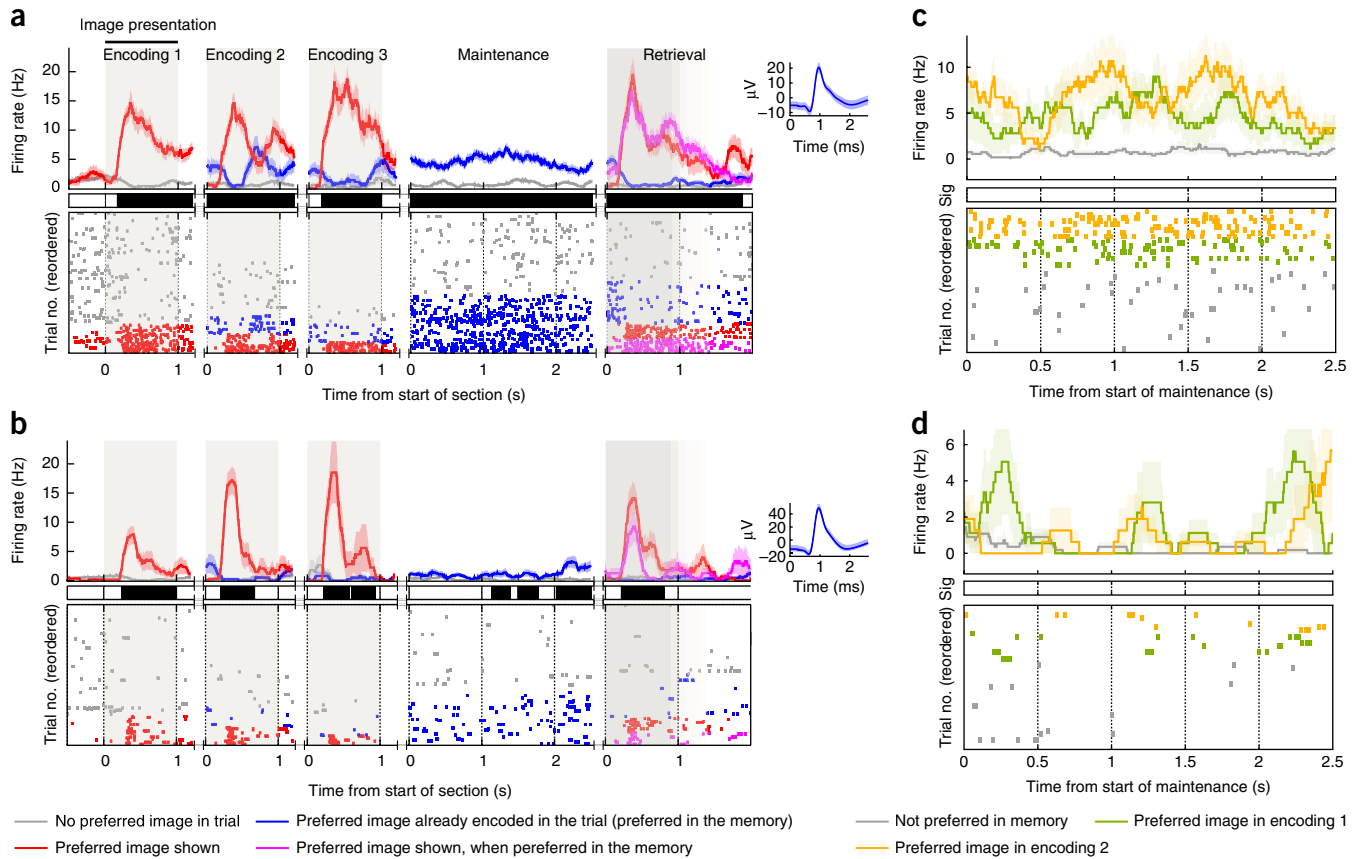 a
Image presentation
Encoding 1 Encoding 2 Encoding 3 Maintenance Retrieval
Firing rate (Hz)
20
15
10
5
0
Trial no. (reordered)
0 1 0 1 0 1 0 1 2 0 1
Time from start of section (s)
µV
20
10
0
−10
0 1 2
Time (ms)
b
Firing rate (Hz)
20
15
10
5
0
Trial no. (reordered)
0 1 0 1 0 1 0 1 2 0 1
Time from start of section (s)
µV
40
20
0
−20
0 1 2
Time (ms)
No preferred image in trial
Preferred image already encoded in the trial (preferred in the memory)
Preferred image shown
Preferred image shown, when pereferred in the memory
c
Firing rate (Hz)
10
5
0
Sig
Trial no. (reordered)
0 0.5 1 1.5 2 2.5
Time from start of maintenance (s)
d
Firing rate (Hz)
6
4
2
0
Sig
Trial no. (reordered)
0 0.5 1 1.5 2 2.5
Time from start of maintenance (s)
Not preferred in memory
Preferred image in encoding 1
Preferred image in encoding 2